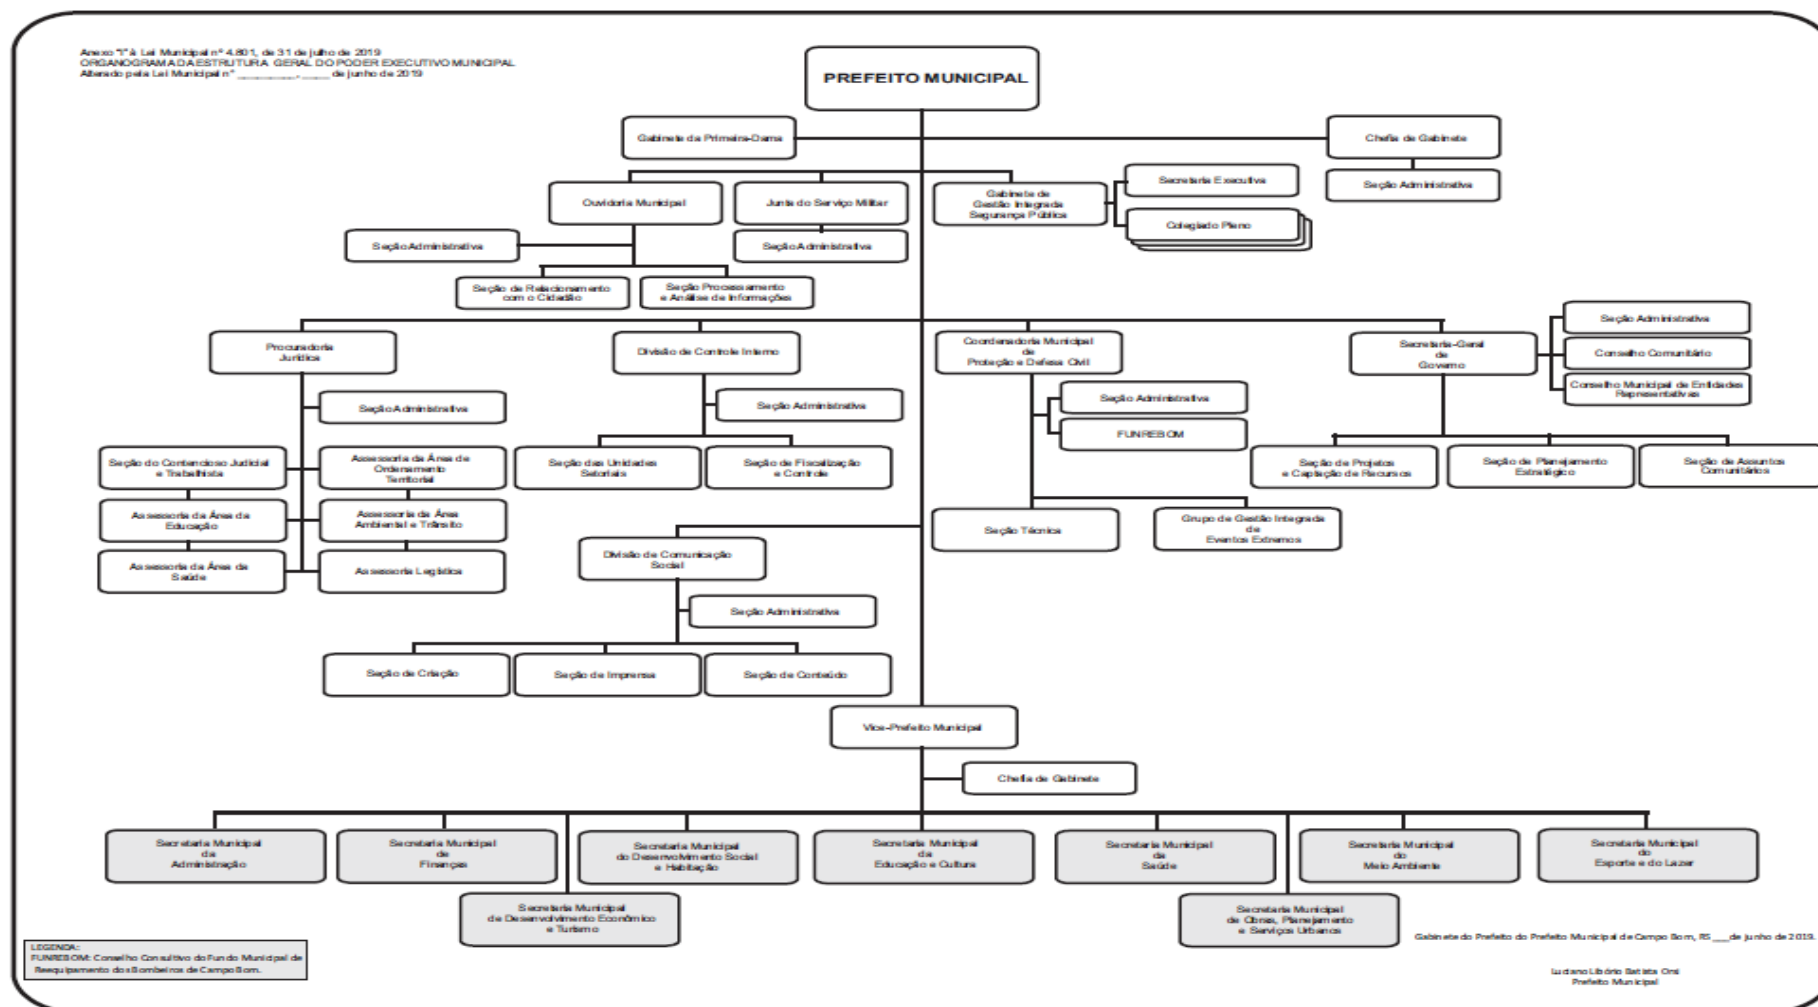 Anexo "I" à Lei Municipal nº 4.801, de 31 de julho de 2019
ORGANOGRAMA DA ESTRUTURA GERAL DO PODER EXECUTIVO MUNICIPAL
Alterado pela Lei Municipal nº __________, _____ de junho de 2019
PREFEITO MUNICIPAL
Gabinete da Primeira-Dama
Chefia de Gabinete
Seção Administrativa
Ouvidoria Municipal
Junta do Serviço Militar
Gabinete de
Gestão Integrada
Segurança Pública
Secretaria Executiva
Colegiado Pleno
Seção Administrativa
Seção Administrativa
Seção de Relacionamento
com o Cidadão
Seção Processamento
e Análise de Informações
Procuradoria
Jurídica
Divisão de Controle Interno
Coordenadoria Municipal
de
Proteção e Defesa Civil
Secretaria-Geral
de
Governo
Seção Administrativa
Conselho Comunitário
Conselho Municipal de Entidades
Representativas
Seção Administrativa
Seção Administrativa
Seção Administrativa
FUNREBOM
Seção do Contencioso Judicial
e Trabalhista
Assessoria da Área de
Ordenamento
Territorial
Seção das Unidades
Setoriais
Seção de Fiscalização
e Controle
Seção de Projetos
e Captação de Recursos
Seção de Planejamento
Estratégico
Seção de Assuntos
Comunitários
Assessoria da Área da
Educação
Assessoria da Área
Ambiental e Trânsito
Seção Técnica
Grupo de Gestão Integrada
de
Eventos Extremos
Assessoria da Área da
Saúde
Assessoria Legística
Divisão de Comunicação
Social
Seção Administrativa
Seção de Criação
Seção de Imprensa
Seção de Conteúdo
Vice-Prefeito Municipal
Chefia de Gabinete
Secretaria Municipal
da
Administração
Secretaria Municipal
de
Finanças
Secretaria Municipal
do Desenvolvimento Social
e Habitação
Secretaria Municipal
da
Educação e Cultura
Secretaria Municipal
da
Saúde
Secretaria Municipal
do
Meio Ambiente
Secretaria Municipal
do
Esporte e do Lazer
Secretaria Municipal
de Desenvolvimento Econômico
e Turismo
Secretaria Municipal
de Obras, Planejamento
e Serviços Urbanos
LEGENDA:
FUNREBOM: Conselho Consultivo do Fundo Municipal de
Reequipamento dos Bombeiros de Campo Bom.
Gabinete do Prefeito do Prefeito Municipal de Campo Bom, RS ___de junho de 2019.
Luciano Libório Batista Orsi
Prefeito Municipal